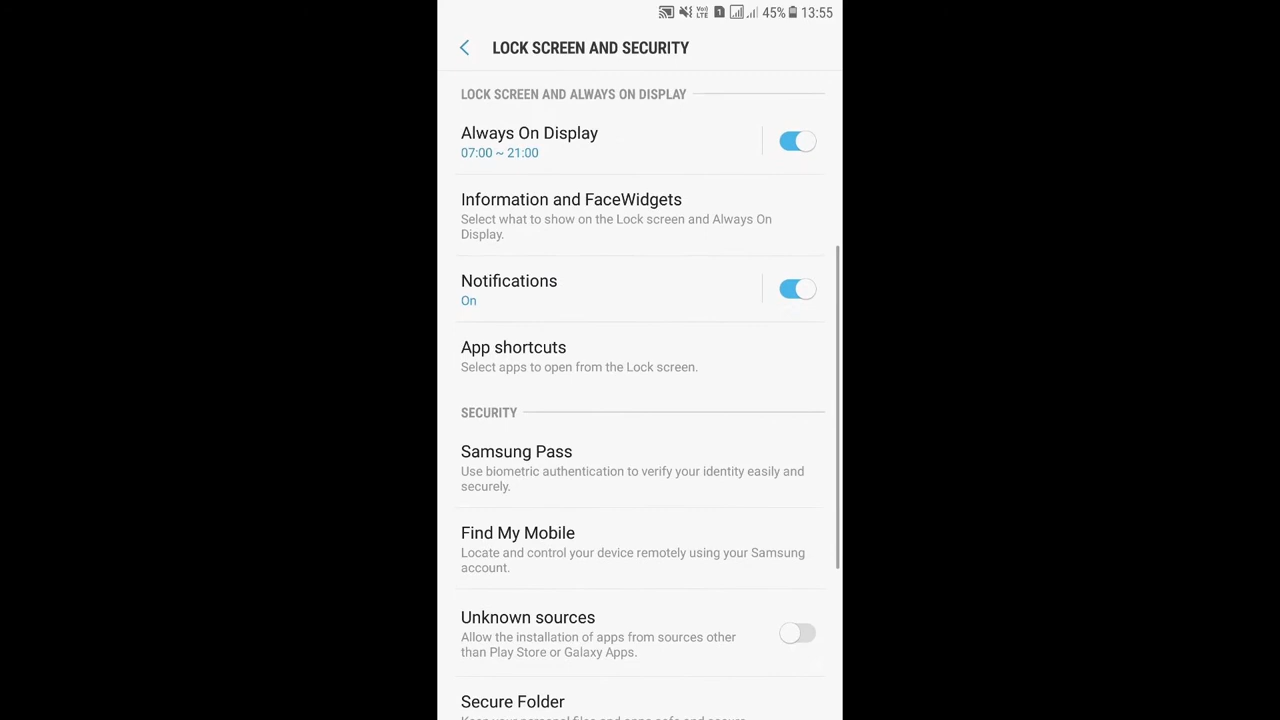 VoLTE 1 45% 13:55
LOCK SCREEN AND SECURITY
LOCK SCREEN AND ALWAYS ON DISPLAY
Always On Display
07:00 ~ 21:00
Information and FaceWidgets
Select what to show on the Lock screen and Always On
Display.
Notifications
On
App shortcuts
Select apps to open from the Lock screen.
SECURITY
Samsung Pass
Use biometric authentication to verify your identity easily and
securely.
Find My Mobile
Locate and control your device remotely using your Samsung
account.
Unknown sources
Allow the installation of apps from sources other
than Play Store or Galaxy Apps.
Secure Folder